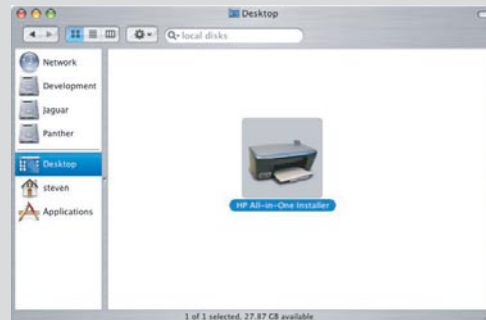 Desktop
local disks
Network
Development
Jaguar
Panther
Desktop
steven
Applications
HP All-in-One Installer
1 of 1 selected, 27.87 GB available